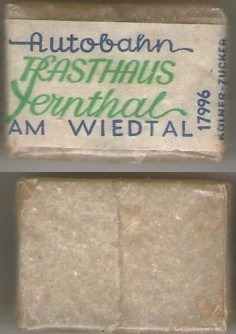 Autobahn
RASTHAUS
Fernthal
AM WIEDTAL
17996
KÖLNER-ZUCKER